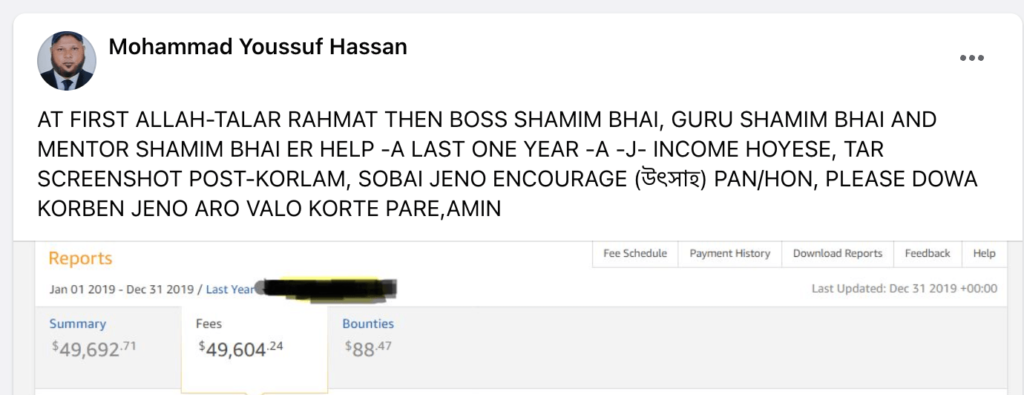 Mohammad Youssuf Hassan
AT FIRST ALLAH-TALAR RAHMAT THEN BOSS SHAMIM BHAI, GURU SHAMIM BHAI AND
MENTOR SHAMIM BHAI ER HELP -A LAST ONE YEAR -A -J- INCOME HOYESE, TAR
SCREENSHOT POST-KORLAM, SOBAI JENO ENCOURAGE (উৎসাহ) PAN/HON, PLEASE DOWA
KORBEN JENO ARO VALO KORTE PARE,AMIN
Reports
Fee Schedule Payment History Download Reports Feedback Help
Jan 01 2019 - Dec 31 2019 / Last Year
Last Updated: Dec 31 2019 +00:00
Summary Fees Bounties
$49,692.71 $49,604.24 $88.47